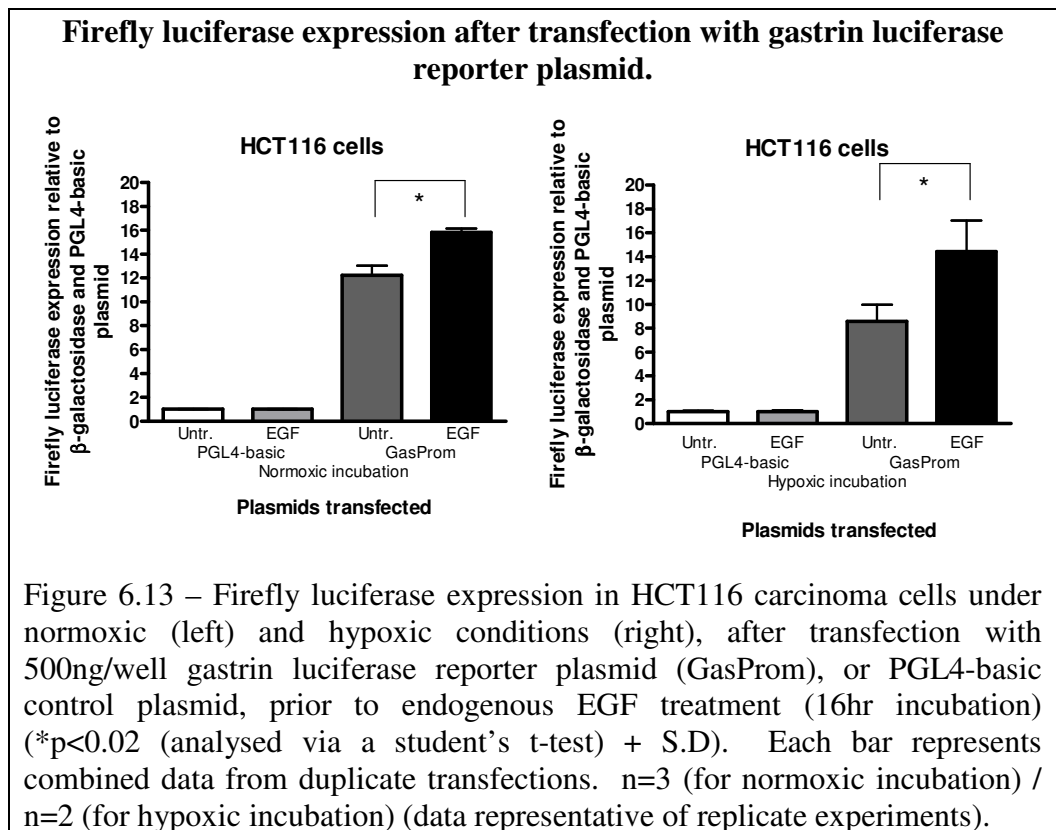 Firefly luciferase expression after transfection with gastrin luciferase
reporter plasmid.
Firefly luciferase expression relative to
β-galactosidase and PGL4-basic
plasmid
HCT116 cells
20
18
16
14
12
10
8
6
4
2
0
*
Untr.
EGF
Untr.
EGF
PGL4-basic
GasProm
Normoxic incubation
Plasmids transfected
Firefly luciferase expression relative to
β-galactosidase and PGL4-basic
plasmid
HCT116 cells
20
18
16
14
12
10
8
6
4
2
0
*
Untr.
EGF
Untr.
EGF
PGL4-basic
GasProm
Hypoxic incubation
Plasmids transfected
Figure 6.13 – Firefly luciferase expression in HCT116 carcinoma cells under
normoxic (left) and hypoxic conditions (right), after transfection with
500ng/well gastrin luciferase reporter plasmid (GasProm), or PGL4-basic
control plasmid, prior to endogenous EGF treatment (16hr incubation)
(*p<0.02 (analysed via a student's t-test) + S.D). Each bar represents
combined data from duplicate transfections. n=3 (for normoxic incubation) /
n=2 (for hypoxic incubation) (data representative of replicate experiments).